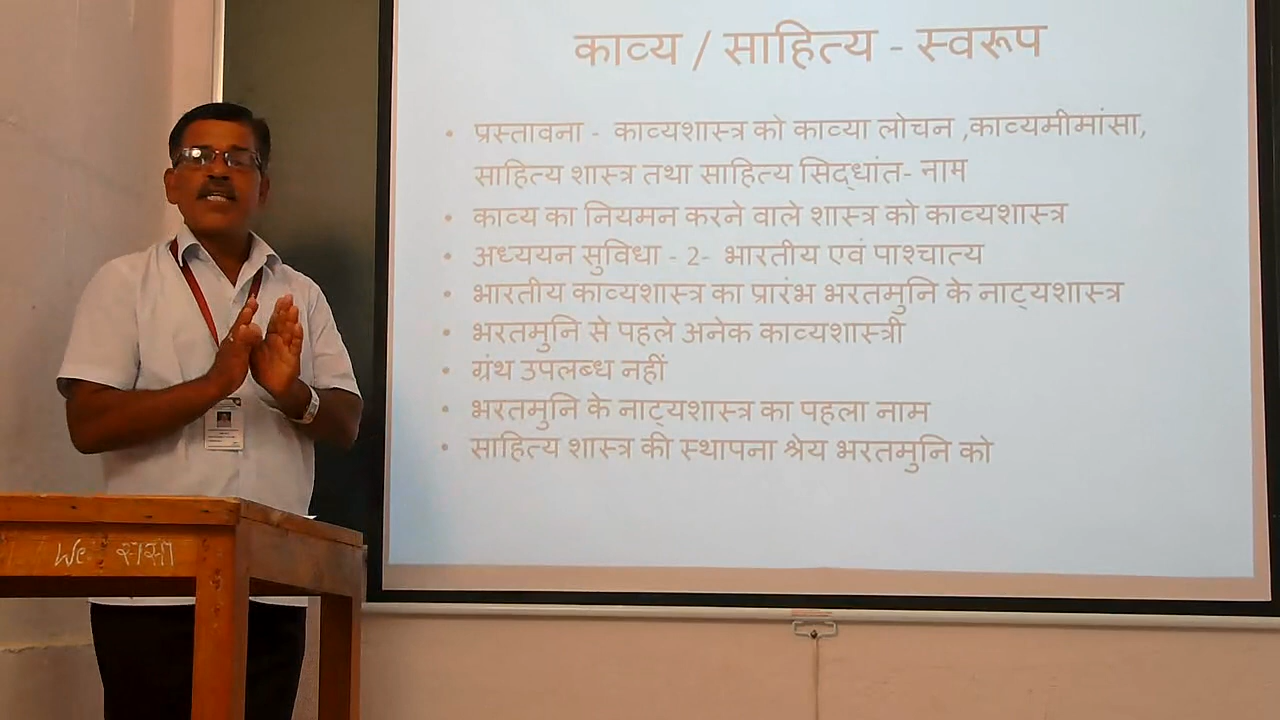 काव्य / साहित्य - स्वरूप
• प्रस्तावना - काव्यशास्त्र को काव्या लोचन ,काव्यमीमांसा,
साहित्य शास्त्र तथा साहित्य सिद्धांत- नाम
• काव्य का नियमन करने वाले शास्त्र को काव्यशास्त्र
• अध्ययन सुविधा - 2- भारतीय एवं पाश्चात्य
• भारतीय काव्यशास्त्र का प्रारंभ भरतमुनि के नाट्यशास्त्र
• भरतमुनि से पहले अनेक काव्यशास्त्री
• ग्रंथ उपलब्ध नहीं
• भरतमुनि के नाट्यशास्त्र का पहला नाम
• साहित्य शास्त्र की स्थापना श्रेय भरतमुनि को
We